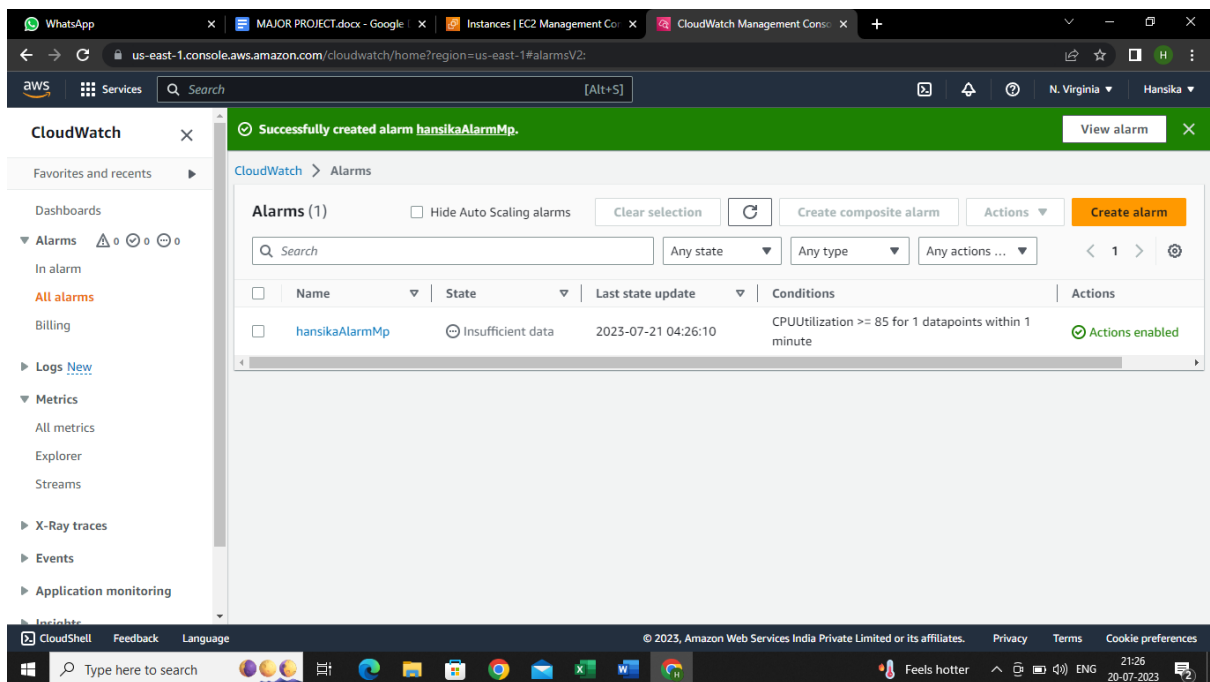 WhatsApp
MAJOR PROJECT.docx - Google
Instances | EC2 Management Cor
CloudWatch Management Conso
us-east-1.console.aws.amazon.com/cloudwatch/home?region=us-east-1#alarmsV2:
H
aws
Services
Search
[Alt+S]
N. Virginia
Hansika
CloudWatch
Successfully created alarm hansikaAlarmMp.
View alarm
Favorites and recents
CloudWatch > Alarms
Dashboards
Alarms (1)
Hide Auto Scaling alarms
Clear selection
Create composite alarm
Actions
Create alarm
Alarms 0 0 0
Search
Any state
Any type
Any actions ...
1
In alarm
All alarms
Billing
Name
State
Last state update
Conditions
Actions
hansikaAlarmMp
Insufficient data
2023-07-21 04:26:10
CPUUtilization >= 85 for 1 datapoints within 1
minute
Actions enabled
Logs New
Metrics
All metrics
Explorer
Streams
X-Ray traces
Events
Application monitoring
Insights
CloudShell
Feedback
Language
© 2023, Amazon Web Services India Private Limited or its affiliates.
Privacy
Terms
Cookie preferences
Type here to search
Feels hotter
ENG
21:26
20-07-2023
2